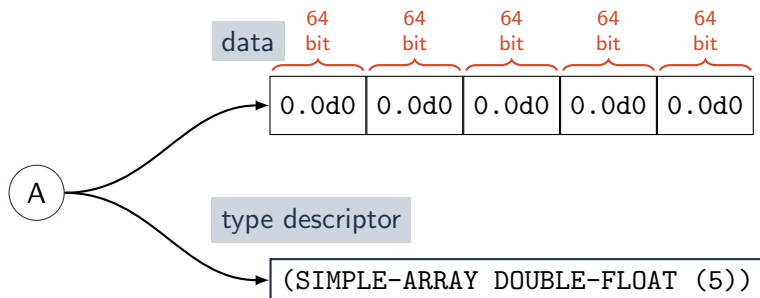 64 64 64 64 64
data bit bit bit bit bit
0.0d0 0.0d0 0.0d0 0.0d0 0.0d0
A
type descriptor
(SIMPLE-ARRAY DOUBLE-FLOAT (5))